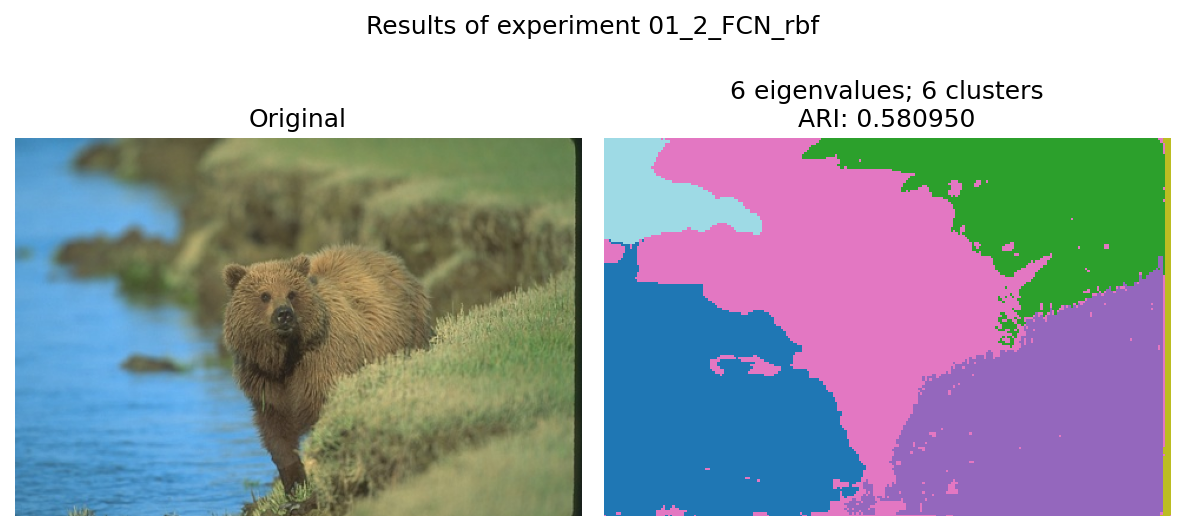 Results of experiment 01_2_FCN_rbf
Original
6 eigenvalues; 6 clusters
ARI: 0.580950